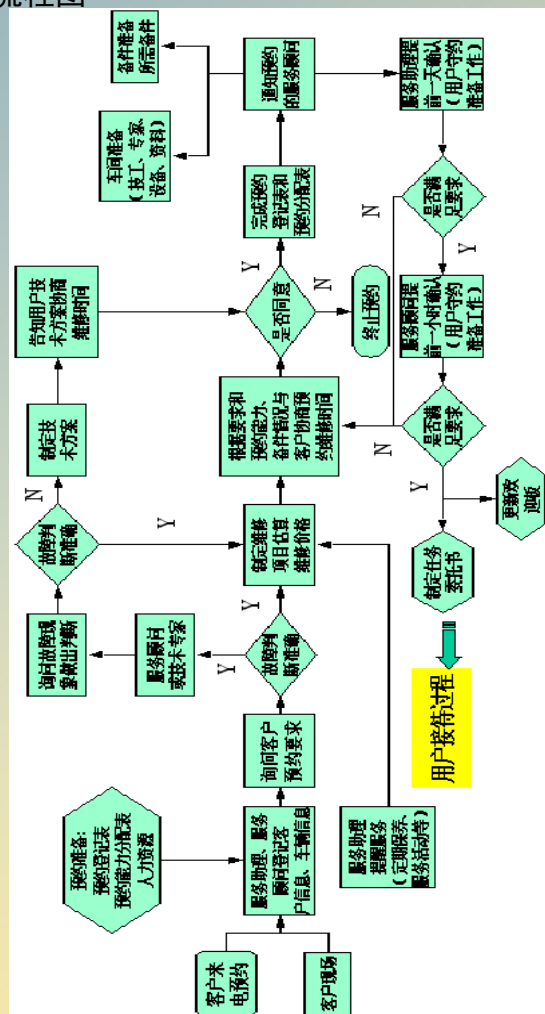 流程图
客户来
电预约
客户现场
预约准备:
预约登记表
预约能力分配表
人力资源
服务助理、服务
顾问登记客
户信息、车辆信息
服务助理
提醒服务
(定期保养、
服务活动等)
询问客户
预约要求
故障判
断准确
Y
Y
服务顾问
或技术专家
询问故障现
象做出判断
故障判
断准确
N
Y
制定技
术方案
告知用户技
术方案协商
维修时间
制定维修
项目估算
维修价格
根据要求和
预约能力、
备件情况与
客户协商预
约维修时间
是否同意
Y
N
终止预约
完成预约
登记表和
预约分配表
通知预约
的服务顾问
车间准备
(技工、专家、
设备、资料)
备件准备
所需备件
服务助理提
前一天确认
(用户守约
准备工作)
是否满
足要求
N
Y
服务顾问提
前一小时确认
(用户守约
准备工作)
是否满
足要求
N
Y
更新欢
迎板
制定任务
委托书
用户接待过程